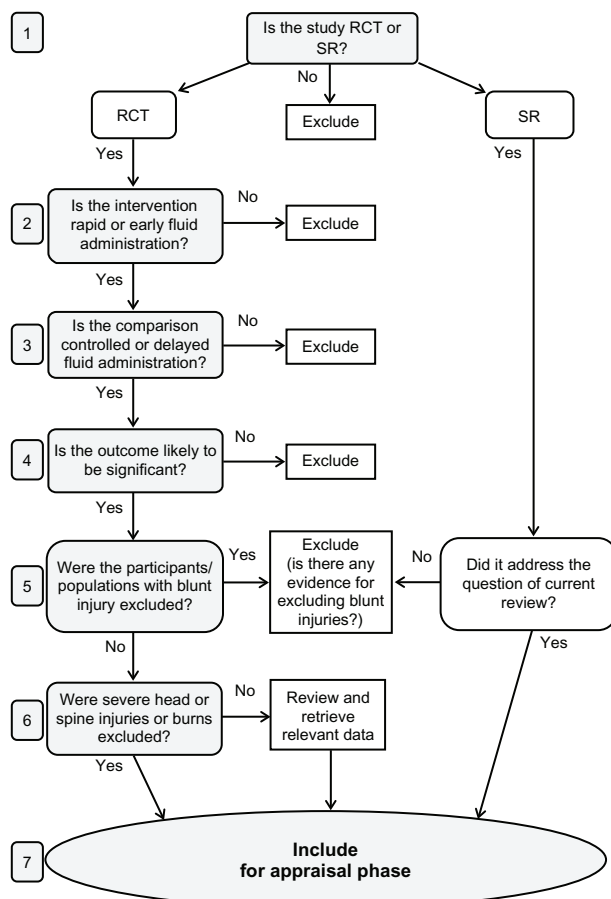 1
Is the study RCT or
SR?
No
RCT
Exclude
SR
Yes
Yes
2
Is the intervention
rapid or early fluid
administration?
No
Exclude
Yes
3
Is the comparison
controlled or delayed
fluid administration?
No
Exclude
Yes
4
Is the outcome likely to
be significant?
No
Exclude
Yes
5
Were the participants/
populations with blunt
injury excluded?
Yes
Exclude
(is there any
evidence for
excluding blunt
injuries?)
No
Did it address the
question of current
review?
No
Yes
6
Were severe head or
spine injuries or burns
excluded?
No
Review and
retrieve
relevant data
Yes
7
Include
for appraisal phase